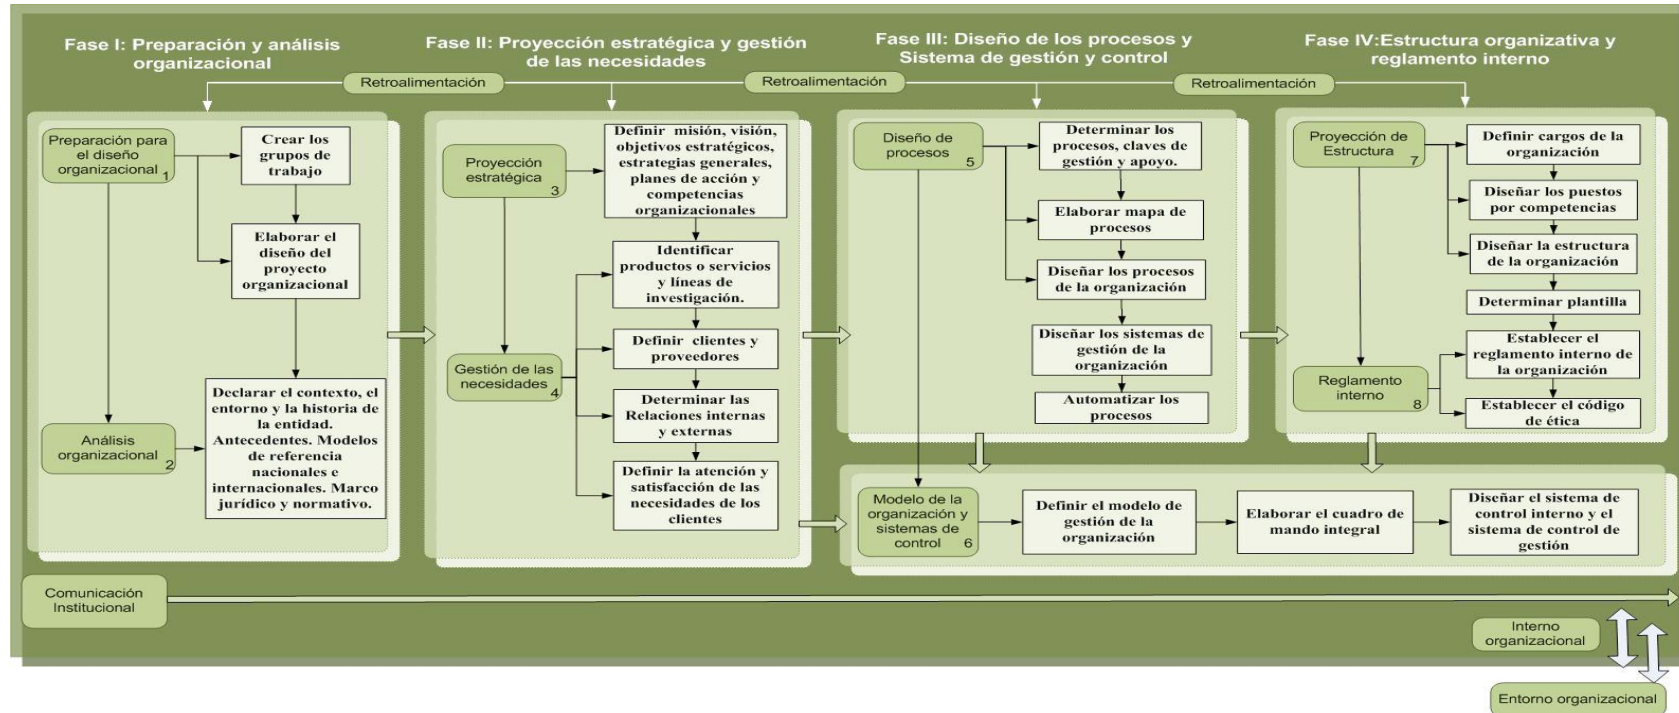 Fase I: Preparación y análisis
organizacional
Fase II: Proyección estratégica y gestión
de las necesidades
Fase III: Diseño de los procesos y
Sistema de gestión y control
Fase IV:Estructura organizativa y
reglamento interno
Retroalimentación
Retroalimentación
Retroalimentación
Preparación para
el diseño
organizacional
1
Crear los
grupos de
trabajo
Elaborar el
diseño del
proyecto
organizacional
Análisis
organizacional
2
Declarar el contexto, el
entorno y la historia de
la entidad.
Antecedentes. Modelos
de referencia
nacionales e
internacionales. Marco
jurídico y normativo.
Proyección
estratégica
3
Definir misión, visión,
objetivos estratégicos,
estrategias generales,
planes de acción y
competencias
organizacionales
Identificar
productos o servicios
y líneas de
investigación.
Gestión de las
necesidades
4
Definir clientes y
proveedores
Determinar las
Relaciones internas
y externas
Definir la atención y
satisfacción de las
necesidades de los
clientes
Diseño de
procesos
5
Determinar los
procesos, claves de
gestión y apoyo.
Elaborar mapa de
procesos
Diseñar los procesos
de la organización
Diseñar los sistemas de
gestión de la
organización
Automatizar los
procesos
Proyección de
Estructura
7
Definir cargos de la
organización
Diseñar los puestos
por competencias
Diseñar la estructura
de la organización
Determinar plantilla
Reglamento
interno
8
Establecer el
reglamento interno de
la organización
Establecer el código
de ética
Modelo de la
organización y
sistemas de
control
6
Definir el modelo de
gestión de la
organización
Elaborar el cuadro de
mando integral
Diseñar el sistema de
control interno y el
sistema de control de
gestión
Comunicación
Institucional
Interno
organizacional
Entorno organizacional